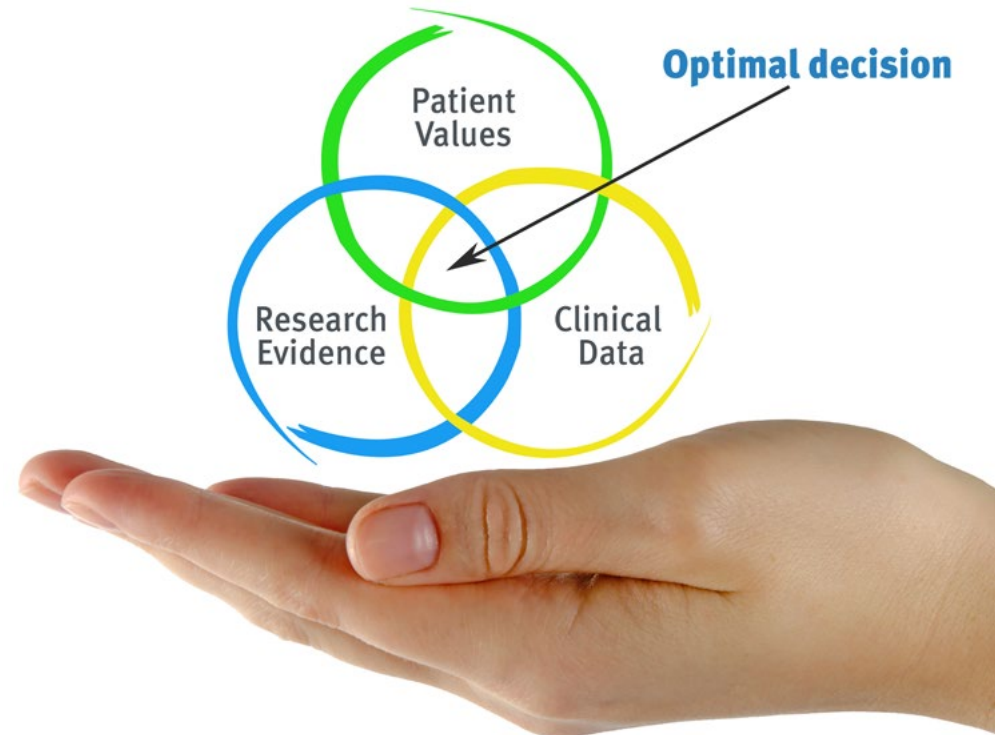 Optimal decision
Patient
Values
Research
Evidence
Clinical
Data